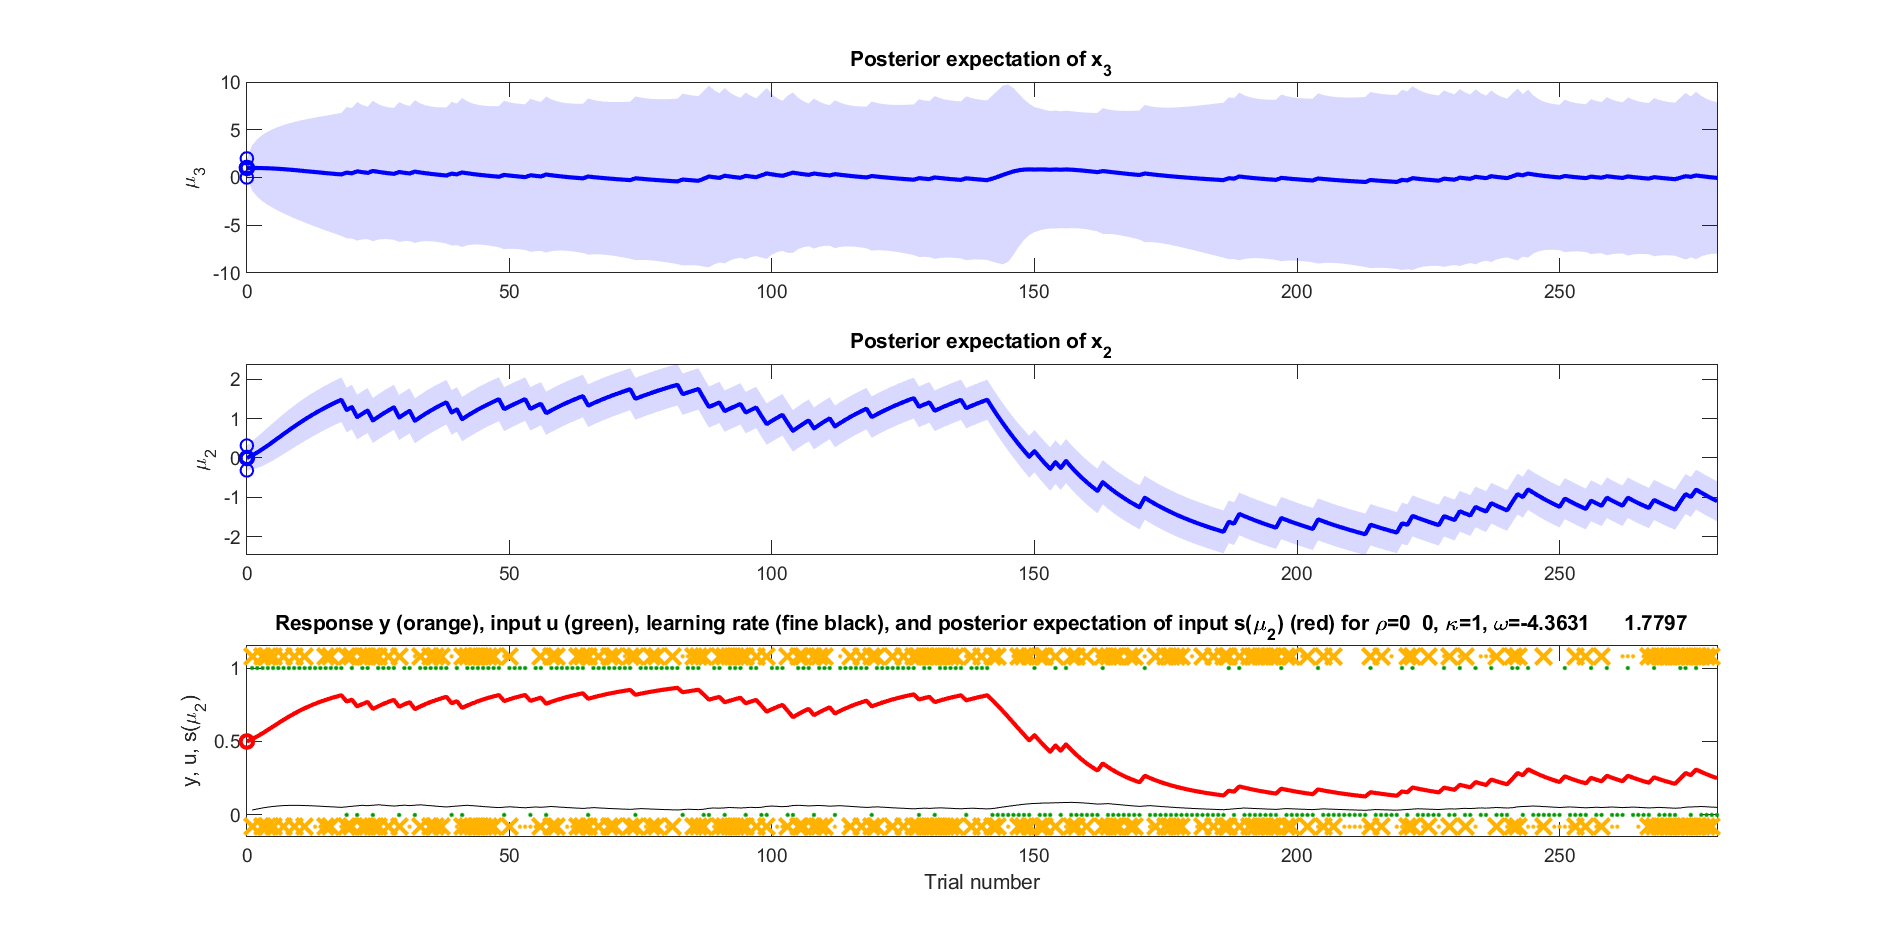 Posterior expectation of x3
10
5
0
-5
-10
μ3
0 50 100 150 200 250
Posterior expectation of x2
2
1
0
-1
-2
μ2
0 50 100 150 200 250
Response y (orange), input u (green), learning rate (fine black), and posterior expectation of input s(μ2) (red) for ρ=0 0, κ=1, ω=-4.3631 1.7797
1
0.5
0
y, u, s(μ2)
0 50 100 150 200 250
Trial number